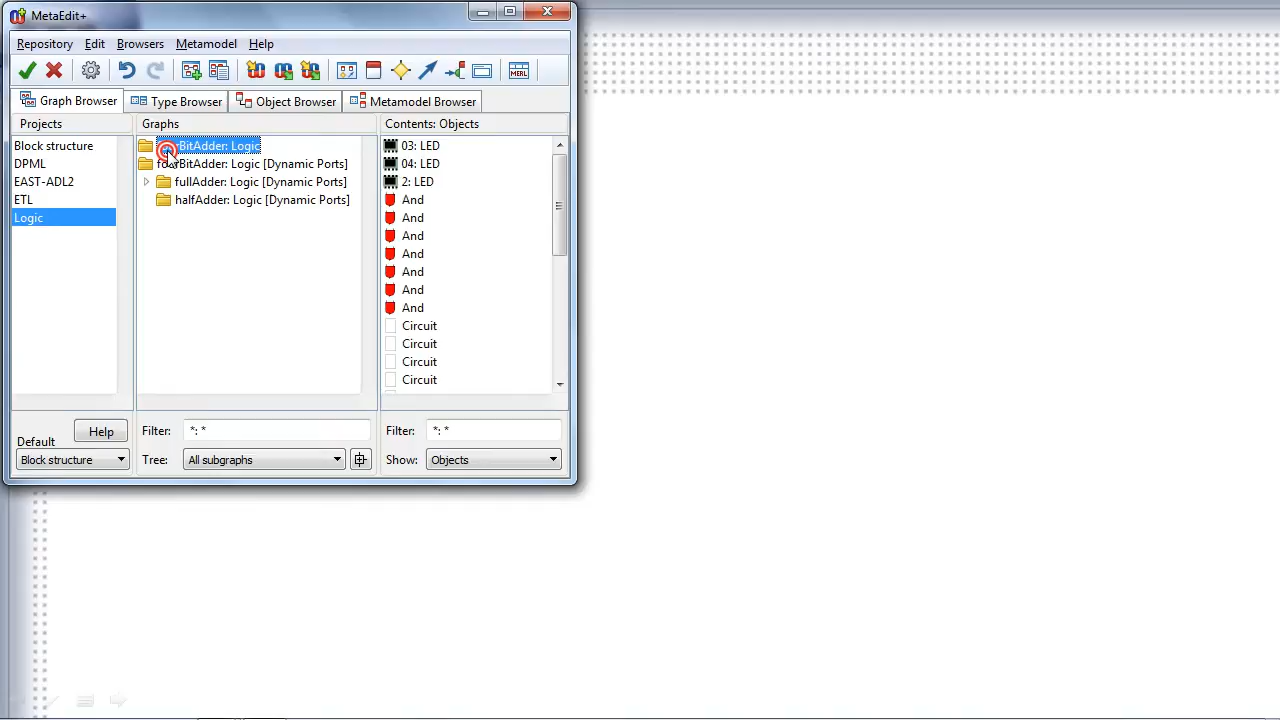 MetaEdit+
Repository Edit Browsers Metamodel Help
MERL
Graph Browser Type Browser Object Browser Metamodel Browser
Projects Graphs Contents: Objects
Block structure
DPML
EAST-ADL2
ETL
Logic
BitAdder: Logic
fourBitAdder: Logic [Dynamic Ports]
fullAdder: Logic [Dynamic Ports]
halfAdder: Logic [Dynamic Ports]
03: LED
04: LED
2: LED
And
And
And
And
And
And
And
Circuit
Circuit
Circuit
Circuit
Default Help
Block structure
Filter: *: *
Tree: All subgraphs
Filter: *: *
Show: Objects